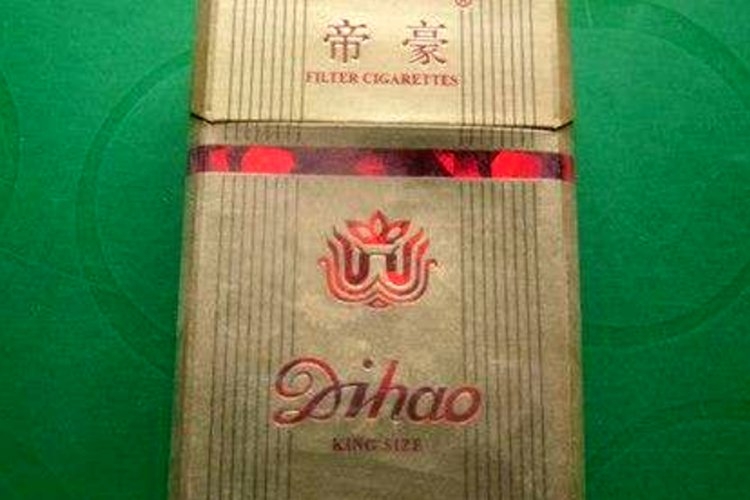 ®
帝豪
FILTER CIGARETTES
Dihao
KING SIZE